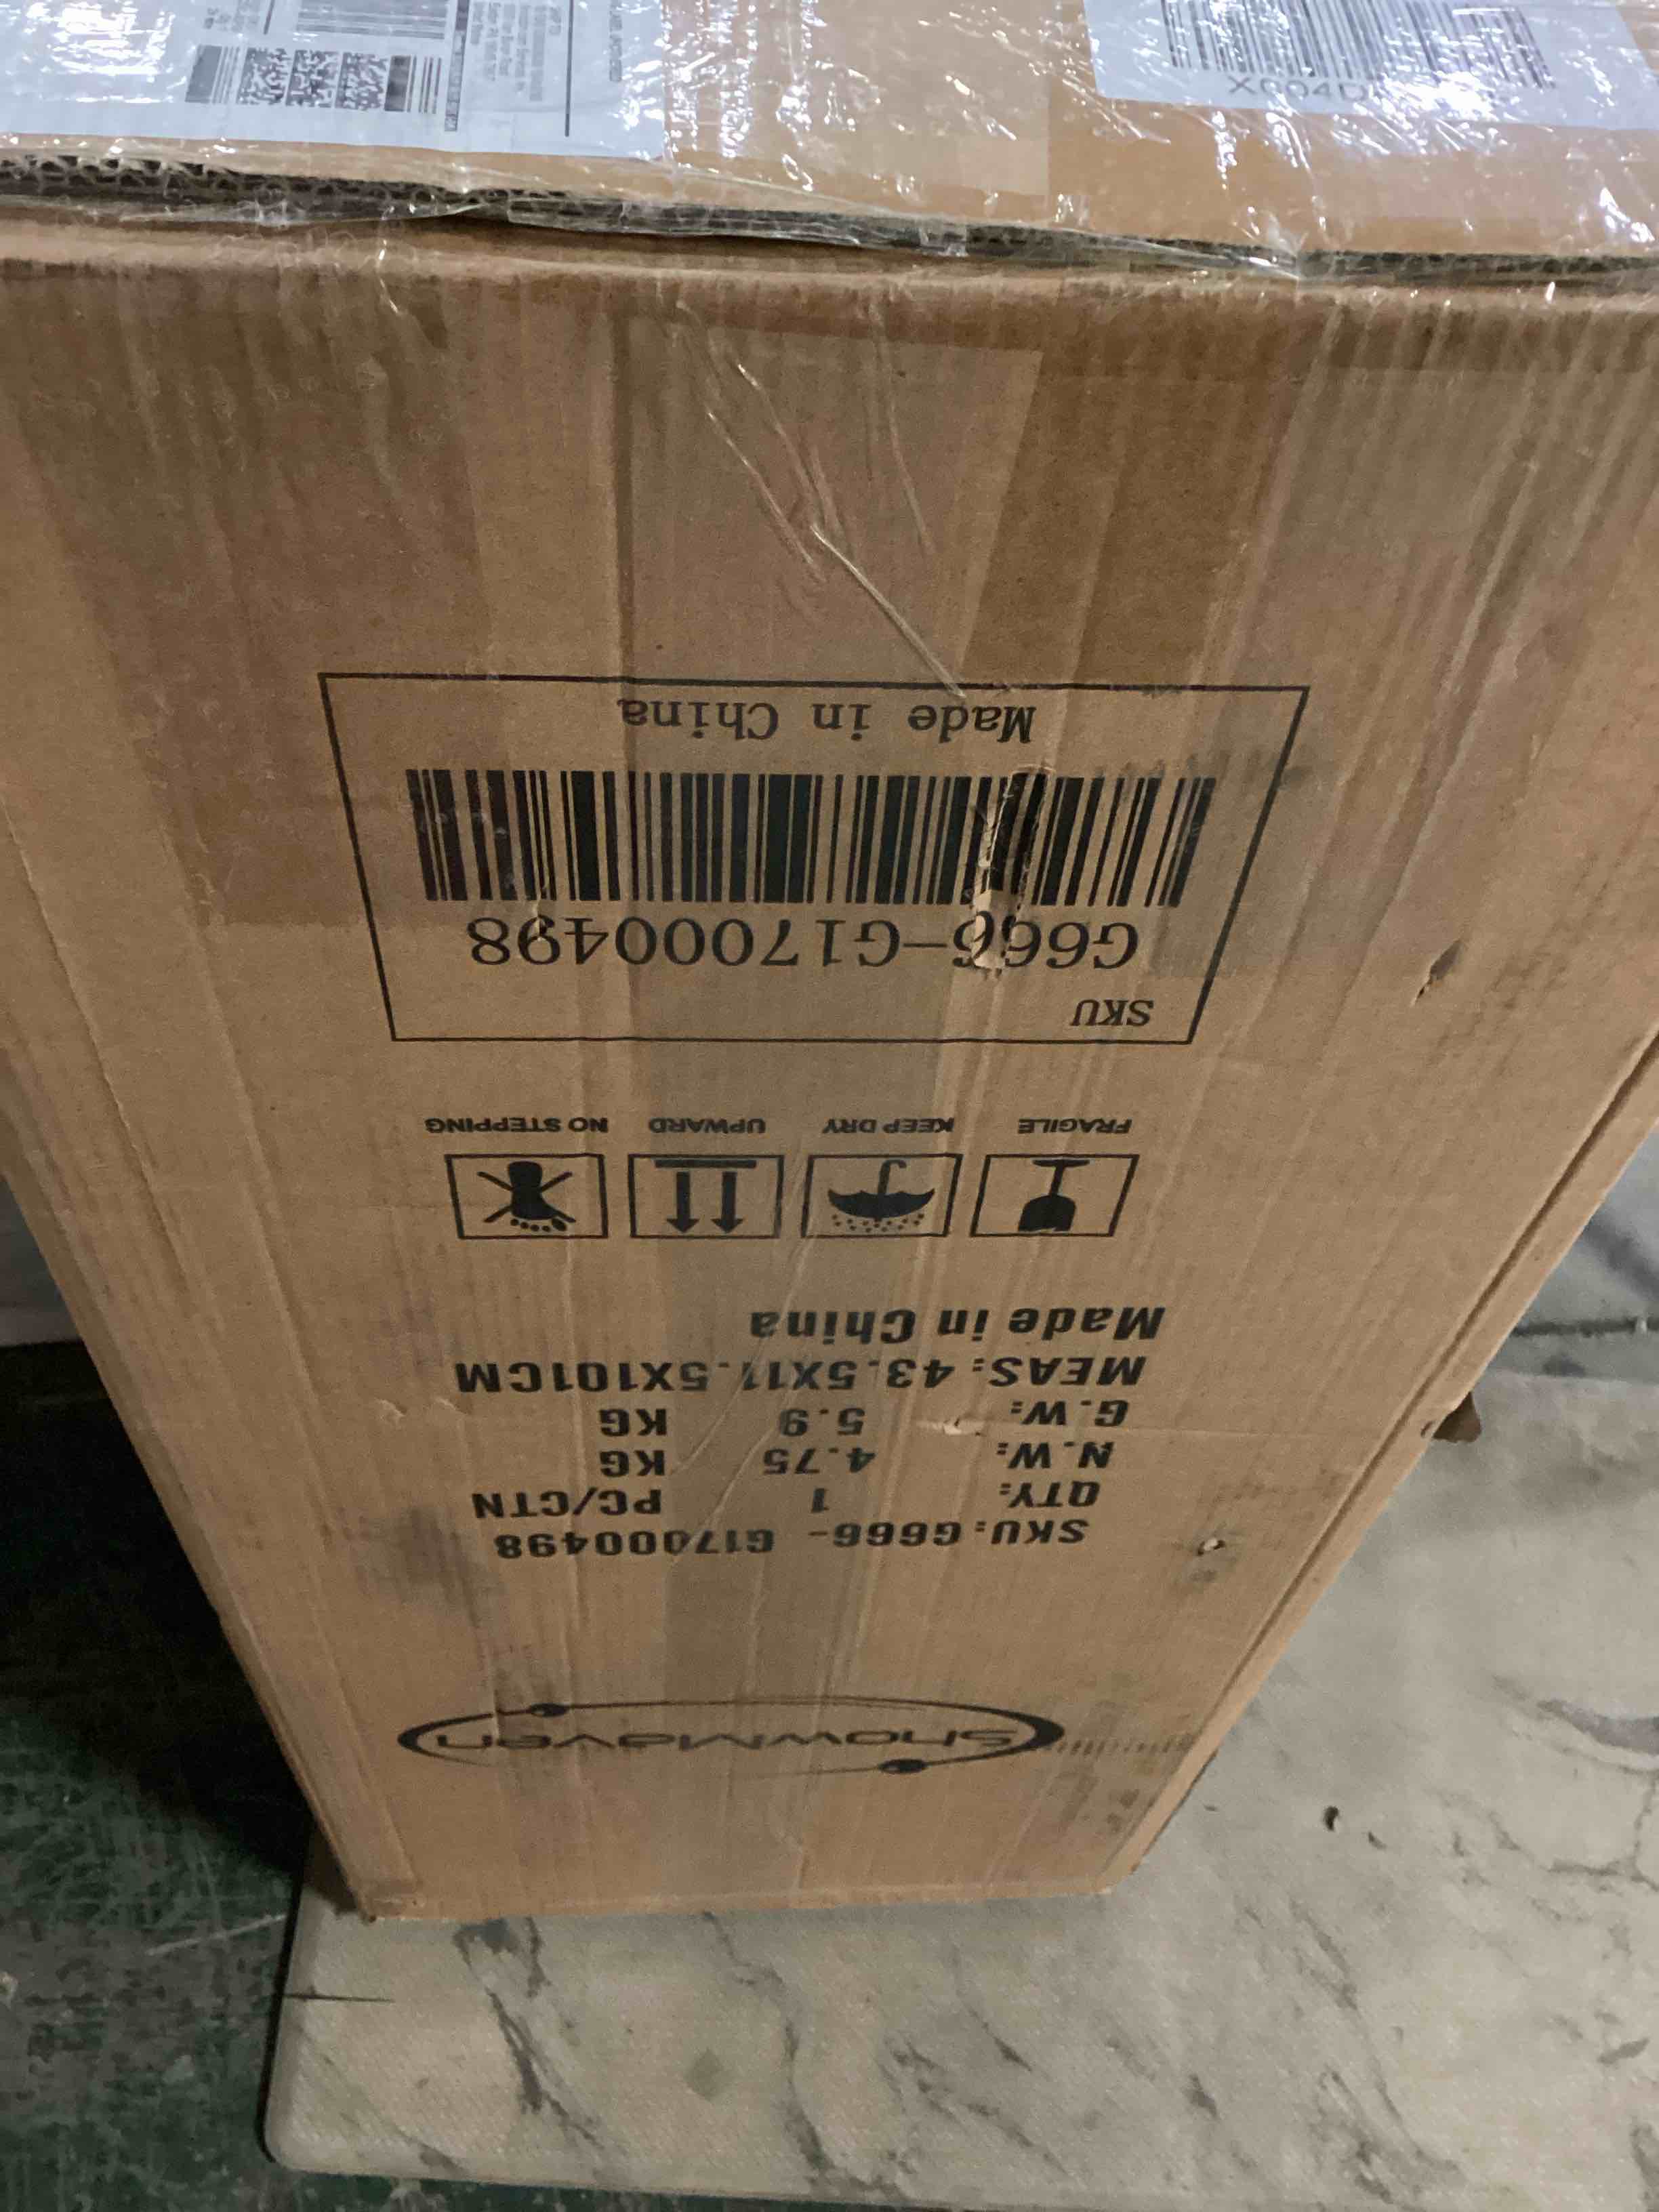 ShowMaven
SKU: G666- G17000498
QTY: 1 PC/CTN
N.W: 4.75 KG
G.W: 5.9 KG
MEAS: 43.5X11.5X101CM
Made in China
FRAGILE KEEP DRY UPWARD NO STEPPING
SKU
G666-G17000498
Made in China